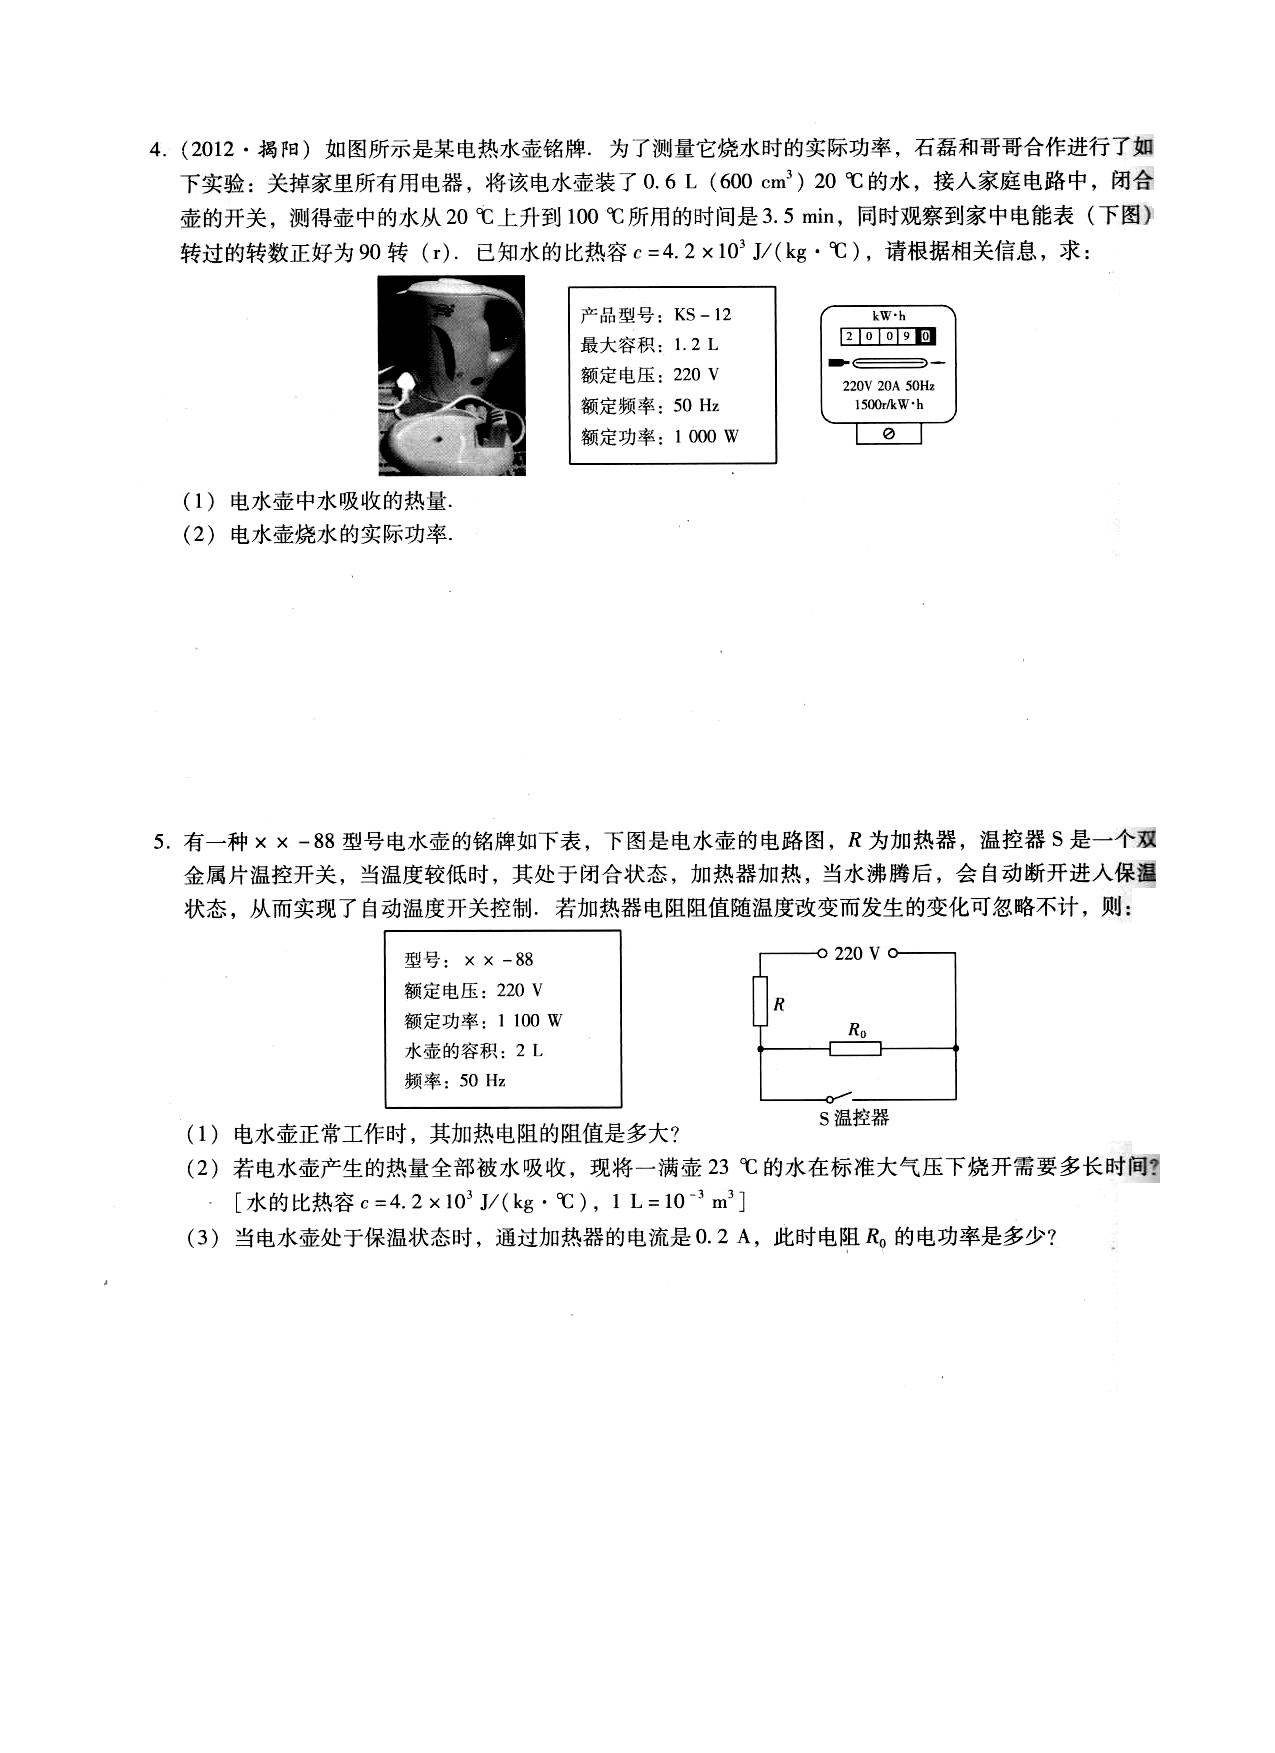 4. (2012·揭阳) 如图所示是某电热水壶铭牌. 为了测量它烧水时的实际功率, 石磊和哥哥合作进行了如
下实验: 关掉家里所有用电器, 将该电水壶装了 0.6 L (600 cm³) 20 ℃的水, 接入家庭电路中, 闭合
壶的开关, 测得壶中的水从 20 ℃上升到 100 ℃所用的时间是 3.5 min, 同时观察到家中电能表 (下图)
转过的转数正好为 90 转 (r). 已知水的比热容 c=4.2×10³ J/(kg·℃), 请根据相关信息, 求:
产品型号: KS-12
最大容积: 1.2 L
额定电压: 220 V
额定频率: 50 Hz
额定功率: 1 000 W
kW·h
2 0 0 9 0
220V 20A 50Hz
1500r/kW·h
(1) 电水壶中水吸收的热量.
(2) 电水壶烧水的实际功率.
5. 有一种××-88 型号电水壶的铭牌如下表, 下图是电水壶的电路图, R 为加热器, 温控器 S 是一个双
金属片温控开关, 当温度较低时, 其处于闭合状态, 加热器加热, 当水沸腾后, 会自动断开进入保温
状态, 从而实现了自动温度开关控制. 若加热器电阻阻值随温度改变而发生的变化可忽略不计, 则:
型号: ××-88
额定电压: 220 V
额定功率: 1 100 W
水壶的容积: 2 L
频率: 50 Hz
220 V
R
R₀
S 温控器
(1) 电水壶正常工作时, 其加热电阻的阻值是多大?
(2) 若电水壶产生的热量全部被水吸收, 现将一满壶 23 ℃的水在标准大气压下烧开需要多长时间?
[水的比热容 c=4.2×10³ J/(kg·℃), 1 L=10⁻³ m³]
(3) 当电水壶处于保温状态时, 通过加热器的电流是 0.2 A, 此时电阻 R₀ 的电功率是多少?